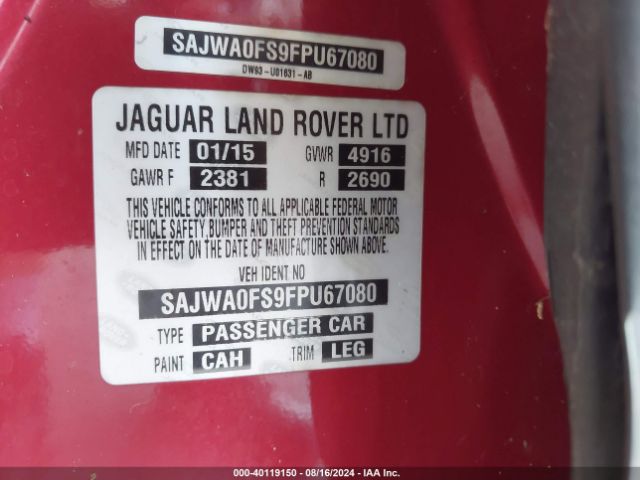 SAJWA0FS9FPU67080
DW93-U01631-AB
JAGUAR LAND ROVER LTD
MFD DATE 01/15 GVWR 4916
GAWR F 2381 R 2690
THIS VEHICLE CONFORMS TO ALL APPLICABLE FEDERAL MOTOR
VEHICLE SAFETY,BUMPER AND THEFT PREVENTION STANDARDS
IN EFFECT ON THE DATE OF MANUFACTURE SHOWN ABOVE.
VEH IDENT NO
SAJWA0FS9FPU67080
TYPE PASSENGER CAR
PAINT CAH TRIM LEG
000-40119150 - 08/16/2024 - IAA Inc.